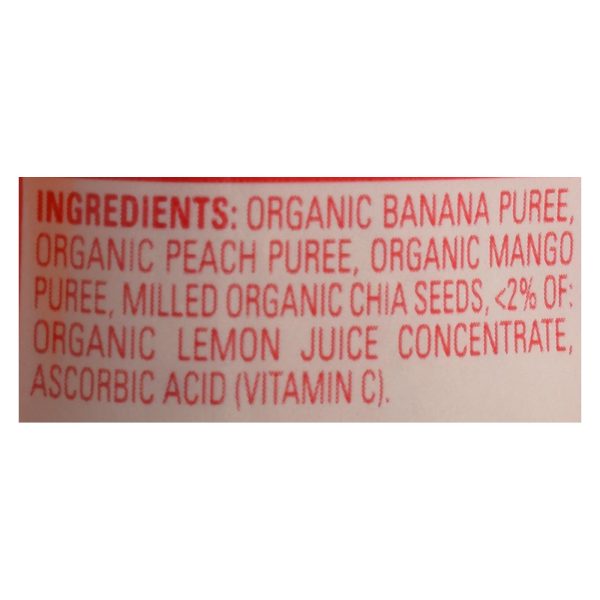 INGREDIENTS: ORGANIC BANANA PUREE,
ORGANIC PEACH PUREE, ORGANIC MANGO
PUREE, MILLED ORGANIC CHIA SEEDS, <2% OF:
ORGANIC LEMON JUICE CONCENTRATE,
ASCORBIC ACID (VITAMIN C).